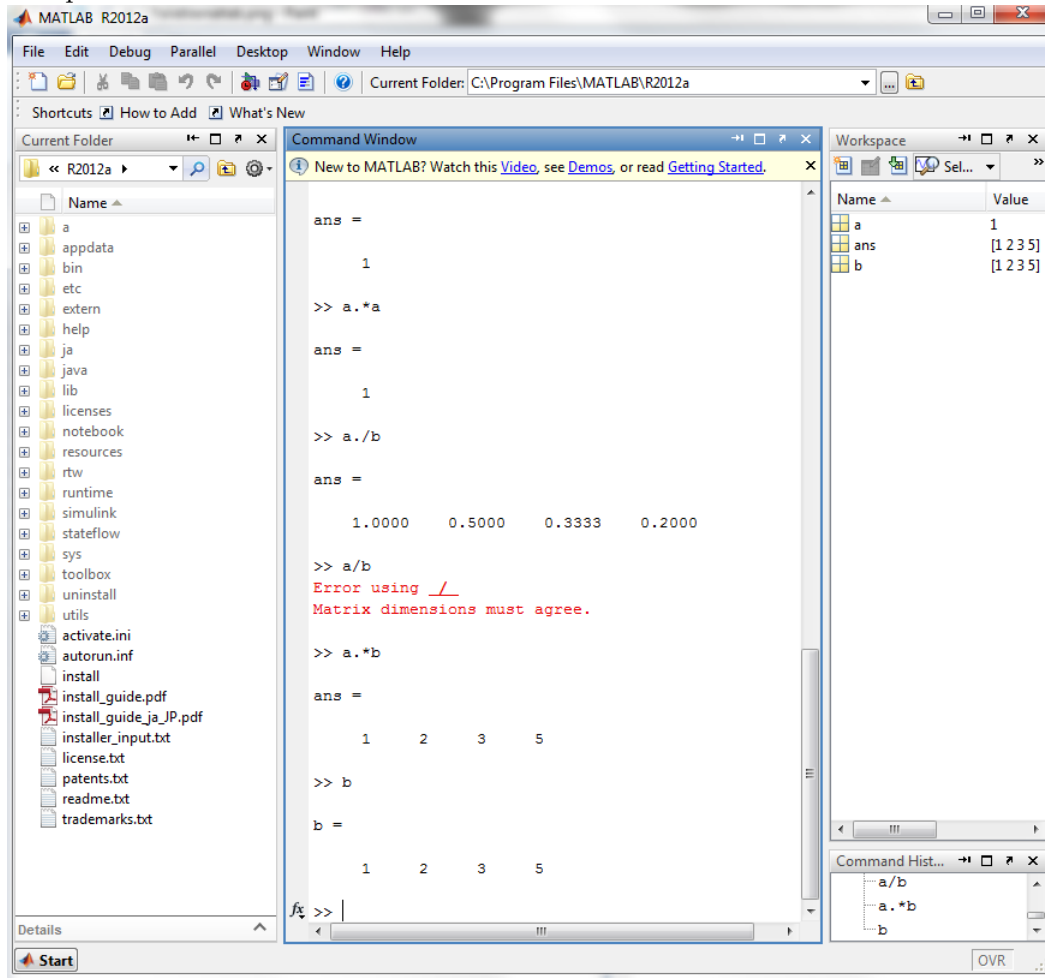 MATLAB R2012a
File Edit Debug Parallel Desktop Window Help
Current Folder: C:\Program Files\MATLAB\R2012a
Shortcuts How to Add What's New
Current Folder
« R2012a
Name
a
appdata
bin
etc
extern
help
ja
java
lib
licenses
notebook
resources
rtw
runtime
simulink
stateflow
sys
toolbox
uninstall
utils
activate.ini
autorun.inf
install
install_guide.pdf
install_guide_ja_JP.pdf
installer_input.txt
license.txt
patents.txt
readme.txt
trademarks.txt
Details
Command Window
New to MATLAB? Watch this Video, see Demos, or read Getting Started.
ans =
1
>> a.*a
ans =
1
>> a./b
ans =
1.0000 0.5000 0.3333 0.2000
>> a/b
Error using /
Matrix dimensions must agree.
>> a.*b
ans =
1 2 3 5
>> b
b =
1 2 3 5
fx >>
Workspace
Sel... »
Name Value
a 1
ans [1 2 3 5]
b [1 2 3 5]
Command Hist...
a/b
a.*b
b
Start
OVR